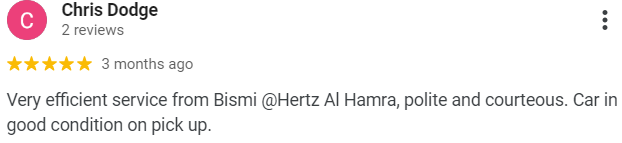 C
Chris Dodge
2 reviews
3 months ago
Very efficient service from Bismi @Hertz Al Hamra, polite and courteous. Car in
good condition on pick up.